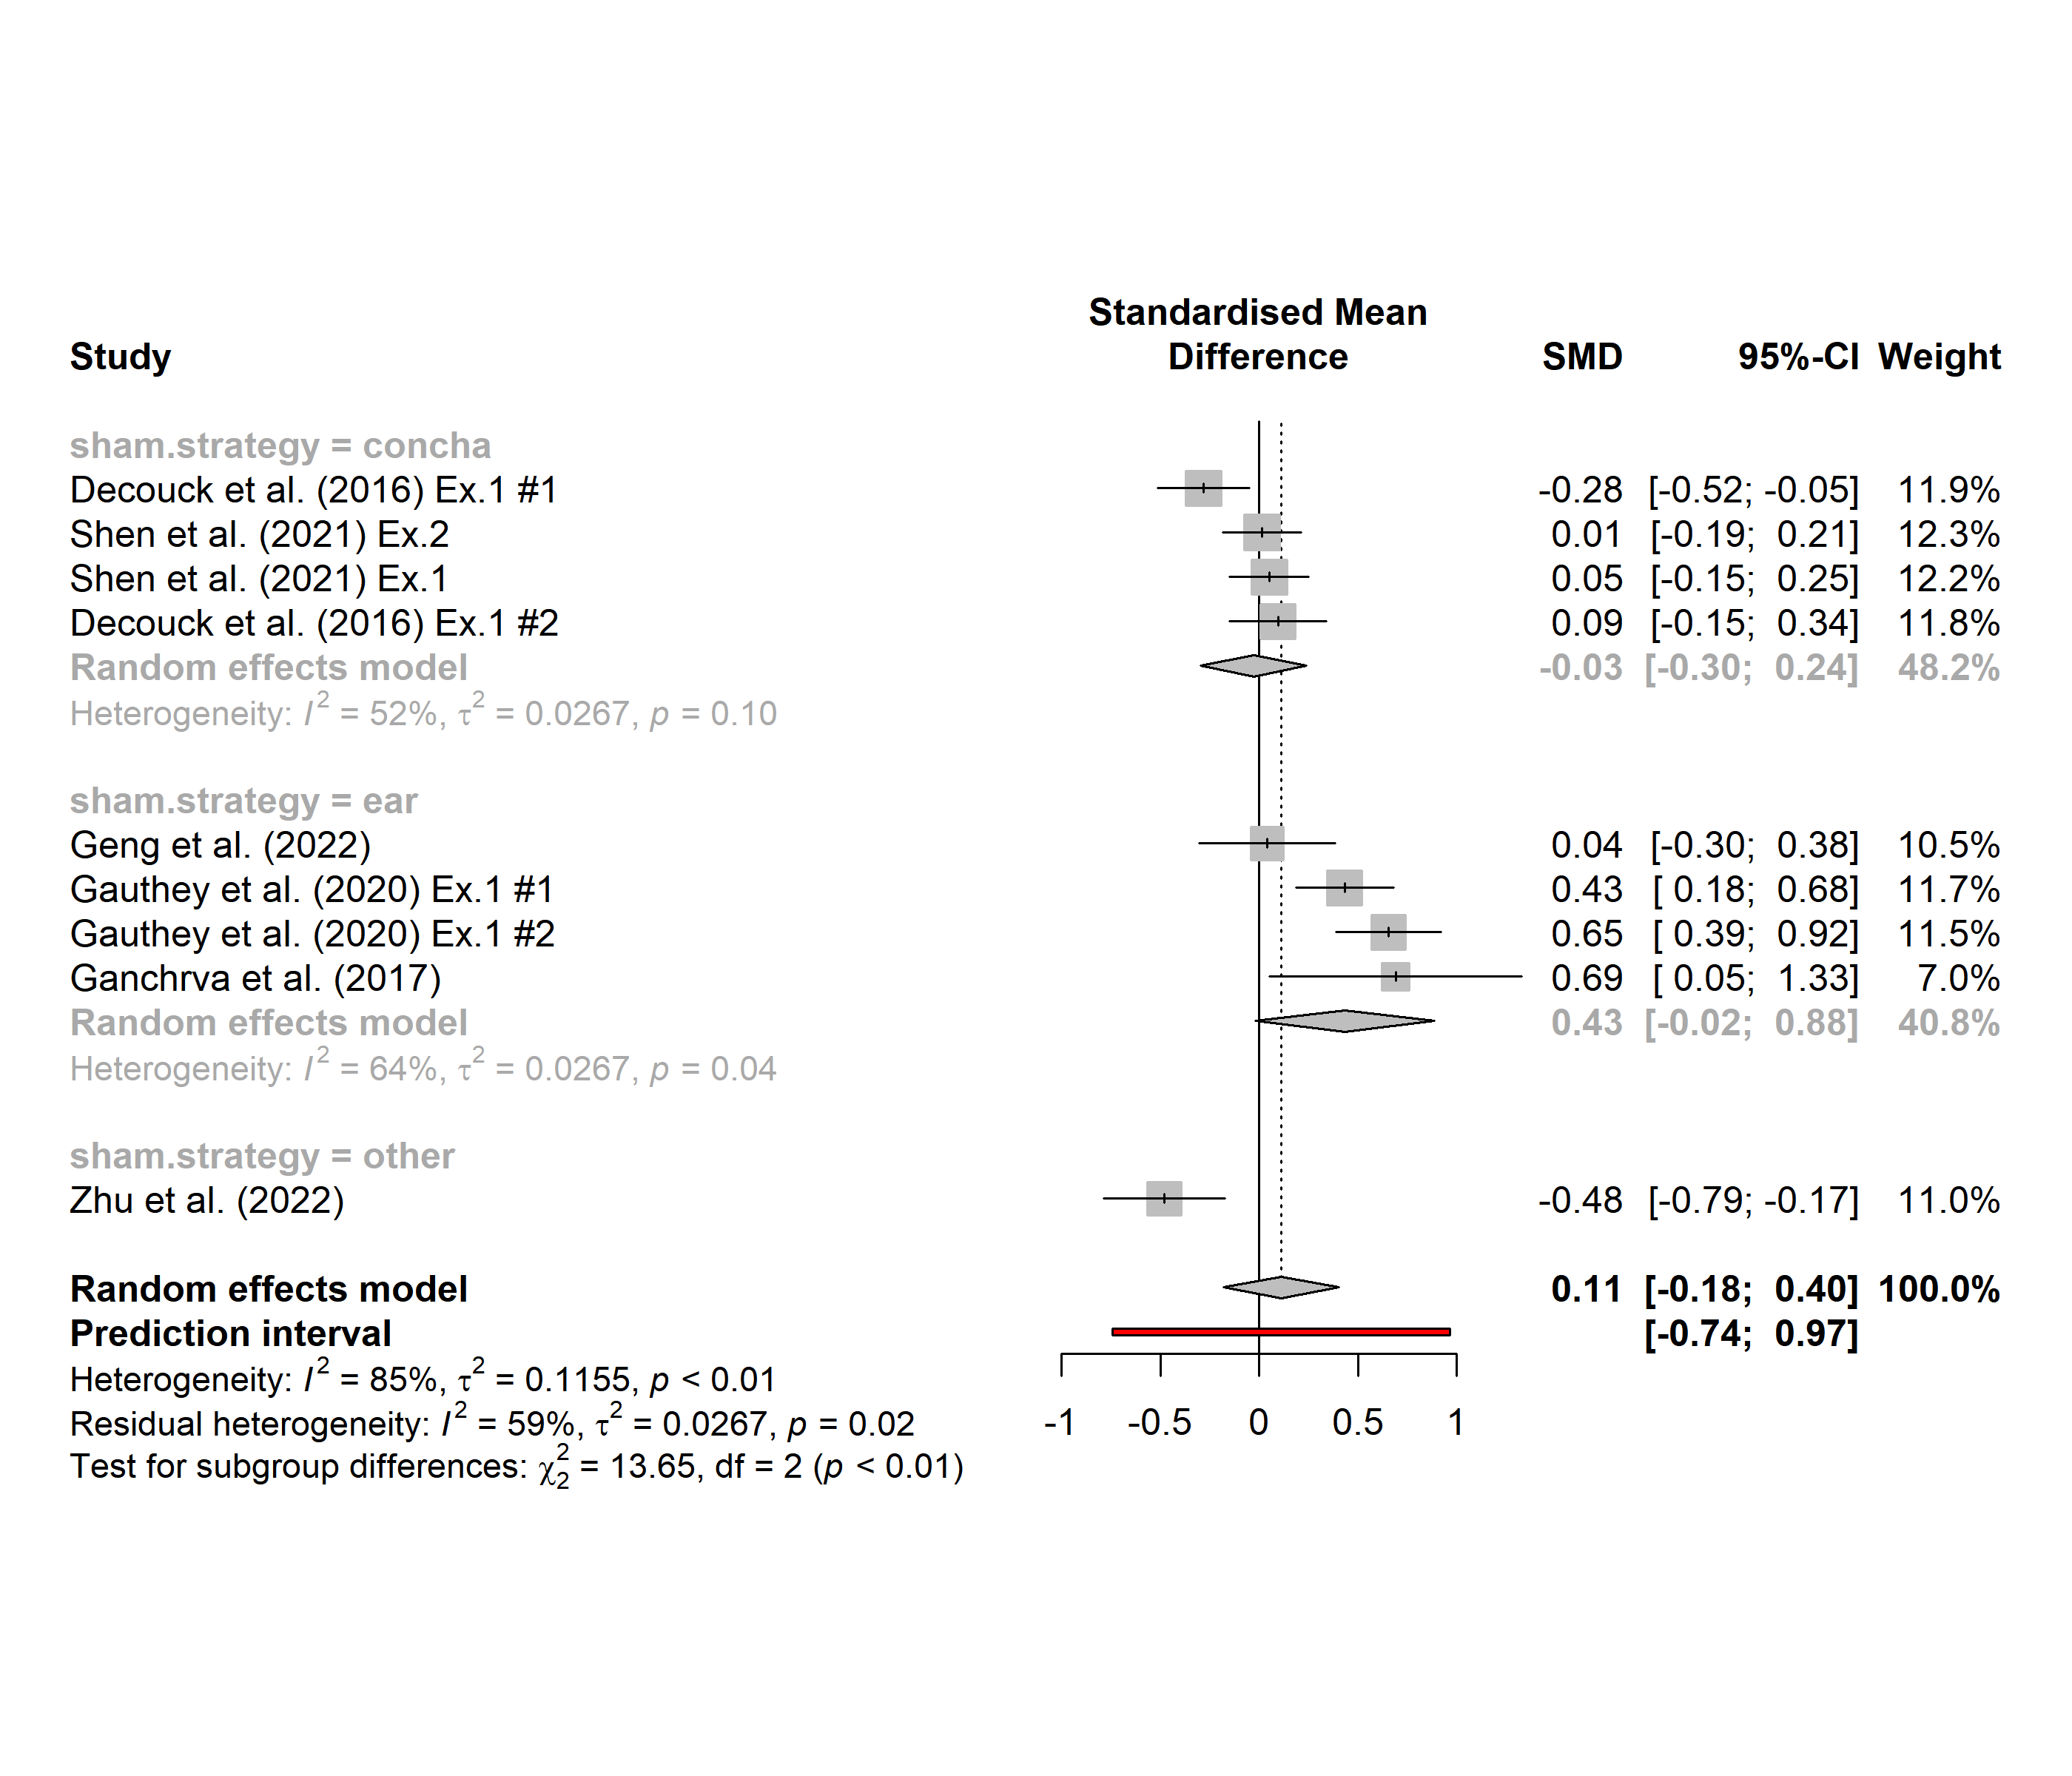 Standardised Mean
Study Difference SMD 95%-CI Weight
sham.strategy = concha
Decouck et al. (2016) Ex.1 #1 -0.28 [-0.52; -0.05] 11.9%
Shen et al. (2021) Ex.2 0.01 [-0.19; 0.21] 12.3%
Shen et al. (2021) Ex.1 0.05 [-0.15; 0.25] 12.2%
Decouck et al. (2016) Ex.1 #2 0.09 [-0.15; 0.34] 11.8%
Random effects model -0.03 [-0.30; 0.24] 48.2%
Heterogeneity: I² = 52%, τ² = 0.0267, p = 0.10
sham.strategy = ear
Geng et al. (2022) 0.04 [-0.30; 0.38] 10.5%
Gauthey et al. (2020) Ex.1 #1 0.43 [ 0.18; 0.68] 11.7%
Gauthey et al. (2020) Ex.1 #2 0.65 [ 0.39; 0.92] 11.5%
Ganchrva et al. (2017) 0.69 [ 0.05; 1.33] 7.0%
Random effects model 0.43 [-0.02; 0.88] 40.8%
Heterogeneity: I² = 64%, τ² = 0.0267, p = 0.04
sham.strategy = other
Zhu et al. (2022) -0.48 [-0.79; -0.17] 11.0%
Random effects model 0.11 [-0.18; 0.40] 100.0%
Prediction interval [-0.74; 0.97]
Heterogeneity: I² = 85%, τ² = 0.1155, p < 0.01
Residual heterogeneity: I² = 59%, τ² = 0.0267, p = 0.02
-1 -0.5 0 0.5 1
Test for subgroup differences: χ²₂ = 13.65, df = 2 (p < 0.01)